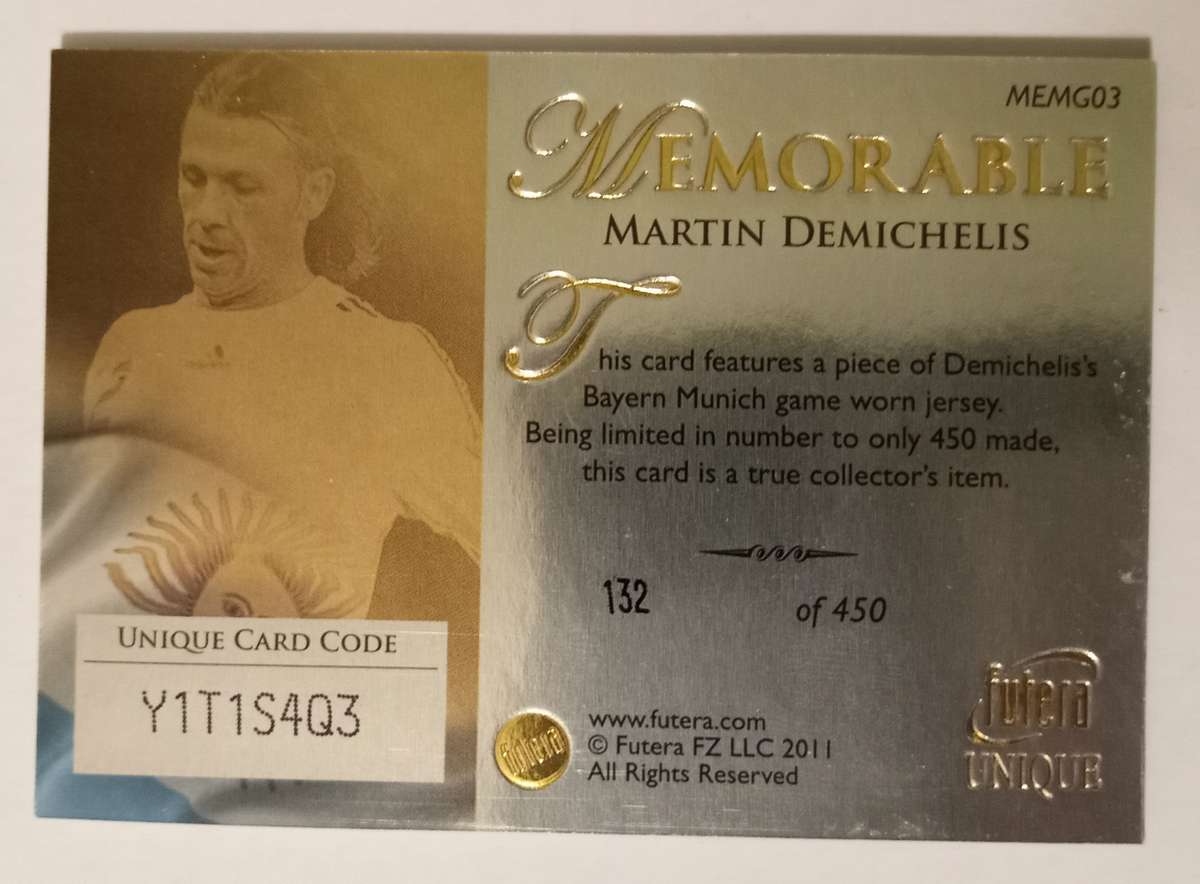 MEMG03
MEMORABLE
MARTIN DEMICHELIS
This card features a piece of Demichelis's
Bayern Munich game worn jersey.
Being limited in number to only 450 made,
this card is a true collector's item.
132 of 450
UNIQUE CARD CODE
Y1T1S4Q3
futera
www.futera.com
© Futera FZ LLC 2011
All Rights Reserved
futera
UNIQUE